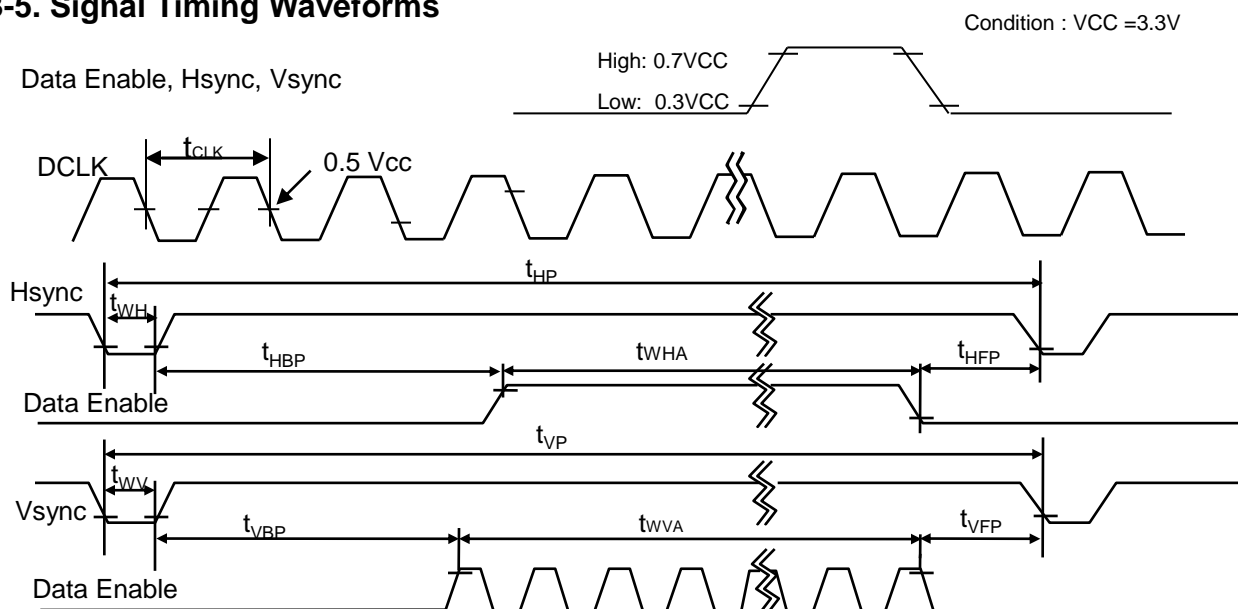 3-5. Signal Timing Waveforms
Condition : VCC =3.3V
High: 0.7VCC
Data Enable, Hsync, Vsync
Low: 0.3VCC
tCLK
0.5 Vcc
DCLK
tHP
Hsync
tWH
tHBP
tWHA
tHFP
Data Enable
tVP
tWV
Vsync
tVBP
tWVA
tVFP
Data Enable